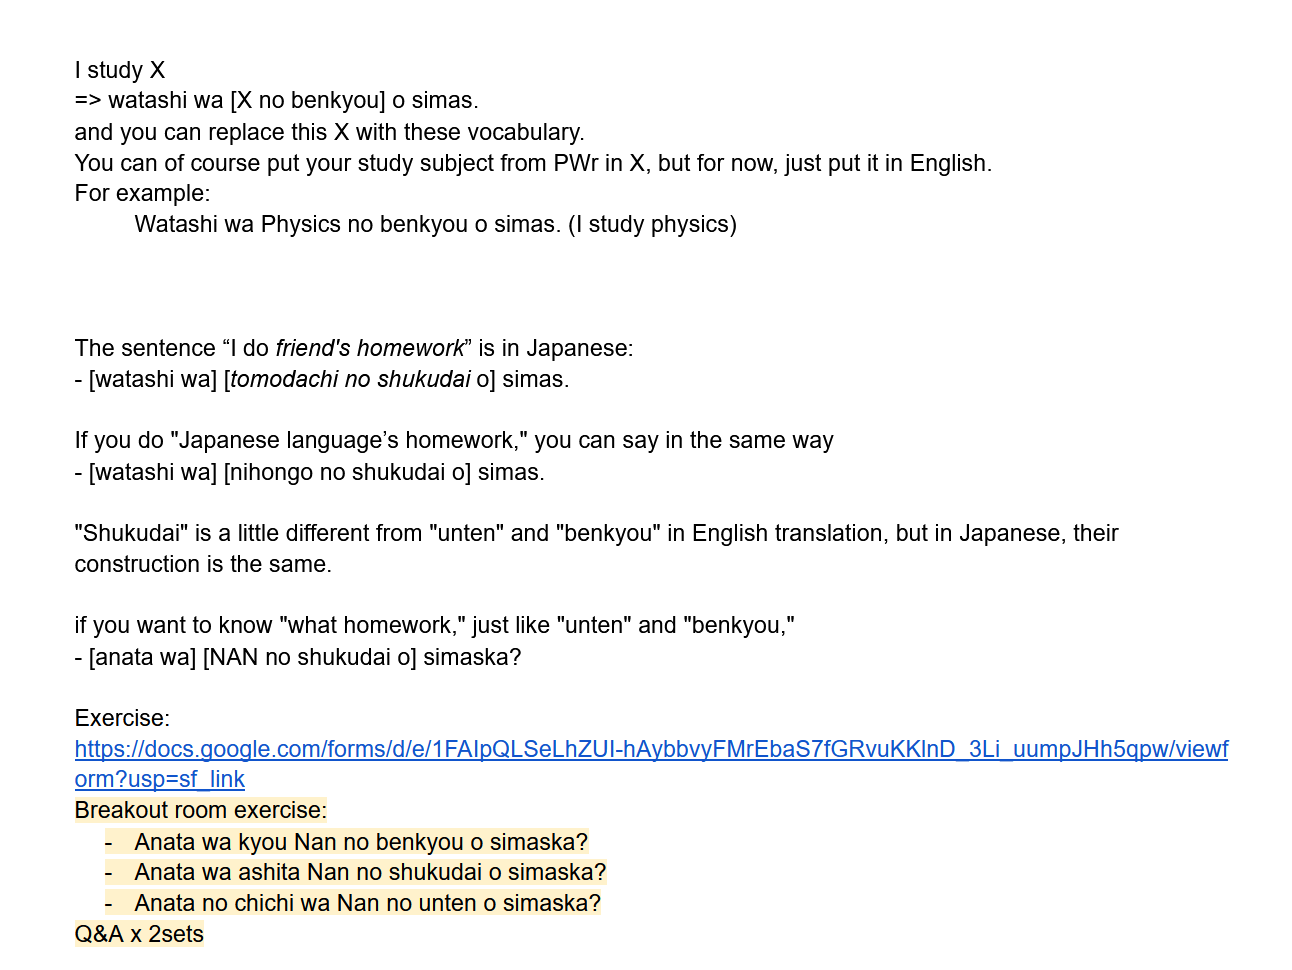 I study X
=> watashi wa [X no benkyou] o simas.
and you can replace this X with these vocabulary.
You can of course put your study subject from PWr in X, but for now, just put it in English.
For example:
Watashi wa Physics no benkyou o simas. (I study physics)
The sentence “I do friend's homework” is in Japanese:
- [watashi wa] [tomodachi no shukudai o] simas.
If you do "Japanese language’s homework," you can say in the same way
- [watashi wa] [nihongo no shukudai o] simas.
"Shukudai" is a little different from "unten" and "benkyou" in English translation, but in Japanese, their
construction is the same.
if you want to know "what homework," just like "unten" and "benkyou,"
- [anata wa] [NAN no shukudai o] simaska?
Exercise:
https://docs.google.com/forms/d/e/1FAIpQLSeLhZUI-hAybbvyFMrEbaS7fGRvuKKlnD_3Li_uumpJHh5qpw/viewf
orm?usp=sf_link
Breakout room exercise:
- Anata wa kyou Nan no benkyou o simaska?
- Anata wa ashita Nan no shukudai o simaska?
- Anata no chichi wa Nan no unten o simaska?
Q&A x 2sets